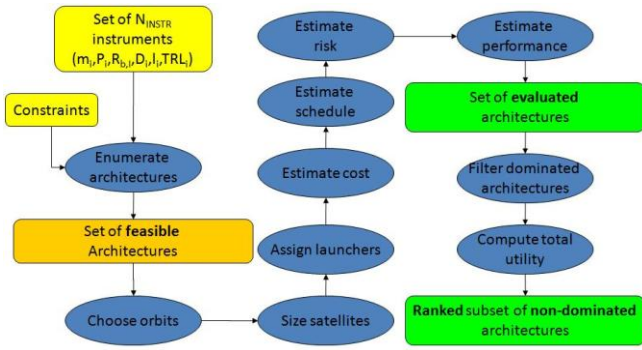 Set of N_INSTR
instruments
(m_i,P_i,R_b,i,D_i,I_i,TRL_i)
Constraints
Enumerate
architectures
Set of feasible
Architectures
Choose orbits
Size satellites
Assign launchers
Estimate cost
Estimate
schedule
Estimate
risk
Estimate
performance
Set of evaluated
architectures
Filter dominated
architectures
Compute total
utility
Ranked subset of non-dominated
architectures